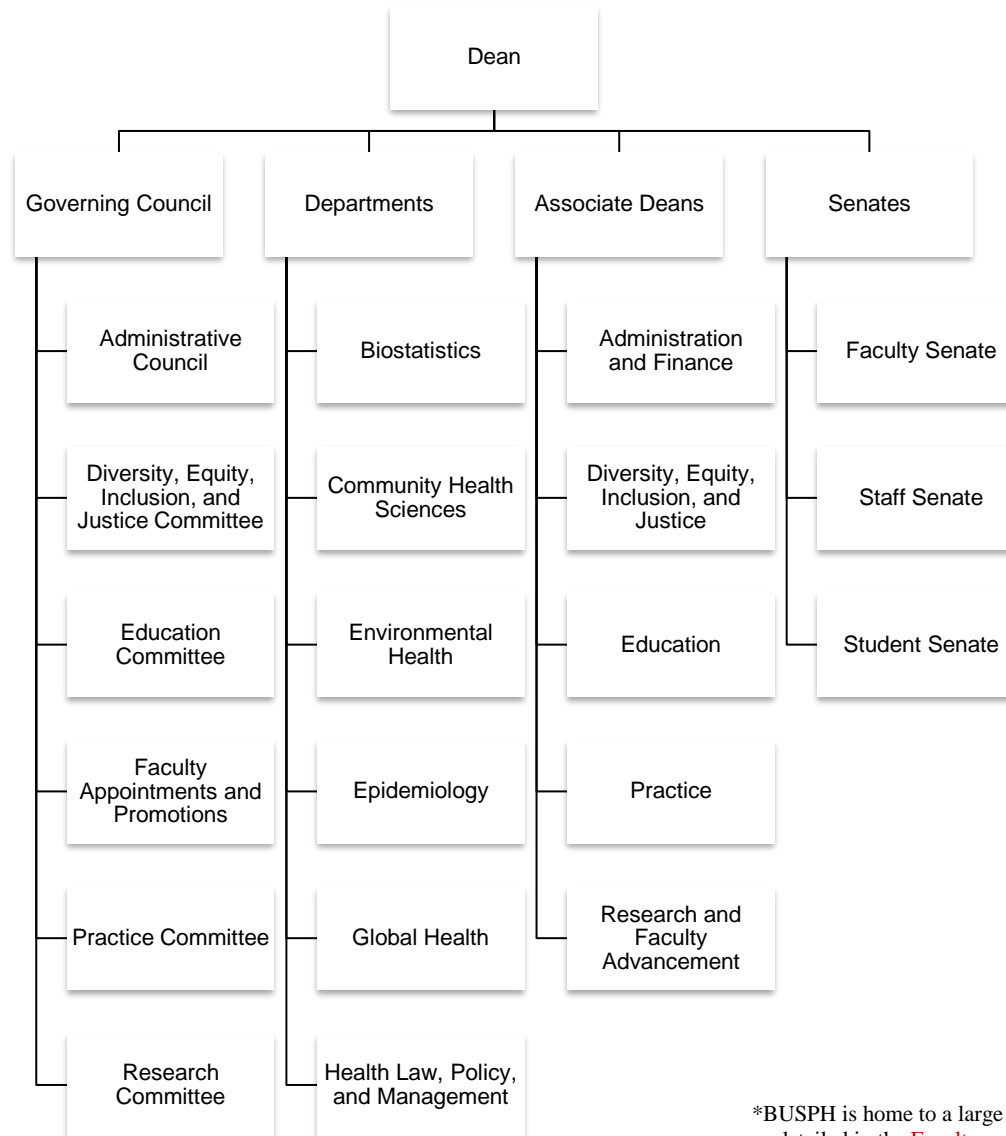 Dean
Governing Council
Departments
Associate Deans
Senates
Administrative
Council
Biostatistics
Administration
and Finance
Faculty Senate
Diversity, Equity,
Inclusion, and
Justice Committee
Community Health
Sciences
Diversity, Equity,
Inclusion, and
Justice
Staff Senate
Education
Committee
Environmental
Health
Education
Student Senate
Faculty
Appointments and
Promotions
Epidemiology
Practice
Practice Committee
Global Health
Research and
Faculty
Advancement
Research
Committee
Health Law, Policy,
and Management
*BUSPH is home to a large
detailed in the Faculty